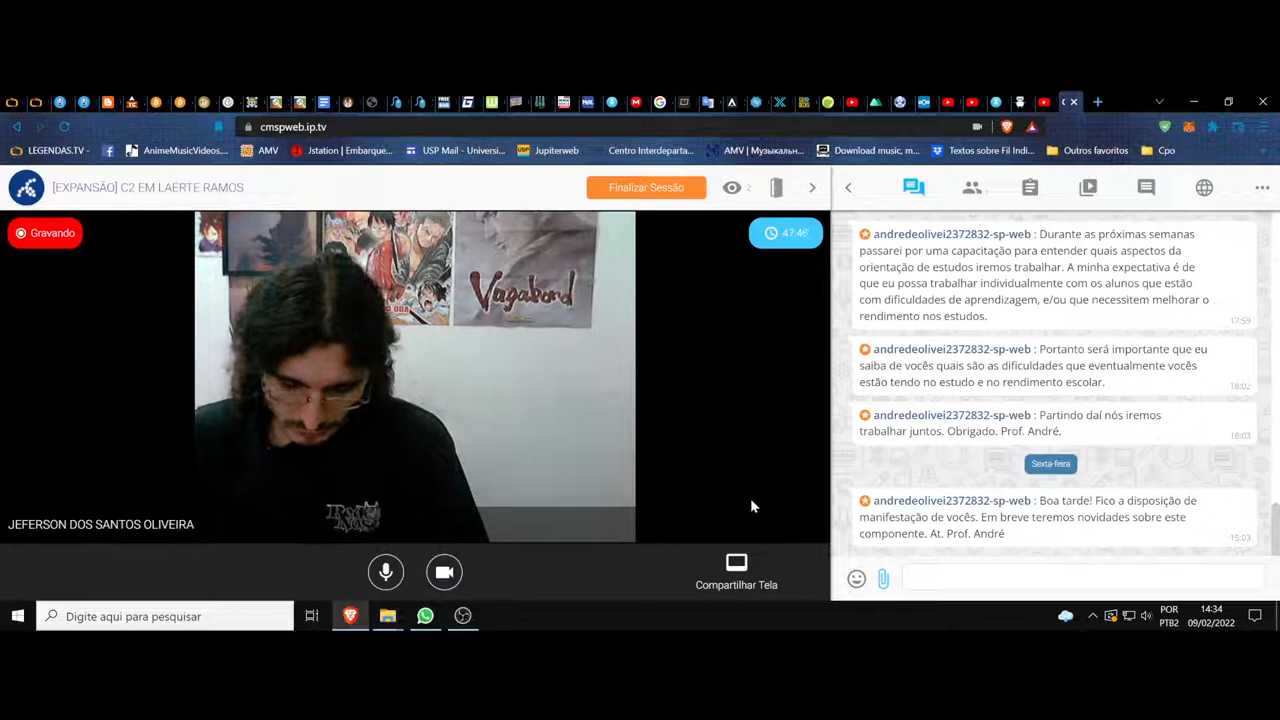 cmspweb.ip.tv
LEGENDAS.TV -
AnimeMusicVideos...
AMV
Jstation | Embarque...
USP Mail - Universi...
Jupiterweb
Centro Interdeparta...
AMV | Музыкальн...
Download music, m...
Textos sobre Fil Indi...
Outros favoritos
Cpo
[EXPANSÃO] C2 EM LAERTE RAMOS
Finalizar Sessão
2
Gravando
47:46
Vagabond
JEFERSON DOS SANTOS OLIVEIRA
Compartilhar Tela
andredeolivei2372832-sp-web : Durante as próximas semanas
passarei por uma capacitação para entender quais aspectos da
orientação de estudos iremos trabalhar. A minha expectativa é de
que eu possa trabalhar individualmente com os alunos que estão
com dificuldades de aprendizagem, e/ou que necessitem melhorar o
rendimento nos estudos.
17:59
andredeolivei2372832-sp-web : Portanto será importante que eu
saiba de vocês quais são as dificuldades que eventualmente vocês
estão tendo no estudo e no rendimento escolar.
18:02
andredeolivei2372832-sp-web : Partindo daí nós iremos
trabalhar juntos. Obrigado. Prof. André.
18:03
Sexta-feira
andredeolivei2372832-sp-web : Boa tarde! Fico a disposição de
manifestação de vocês. Em breve teremos novidades sobre este
componente. At. Prof. André
15:03
Digite aqui para pesquisar
POR
PTB2
14:34
09/02/2022